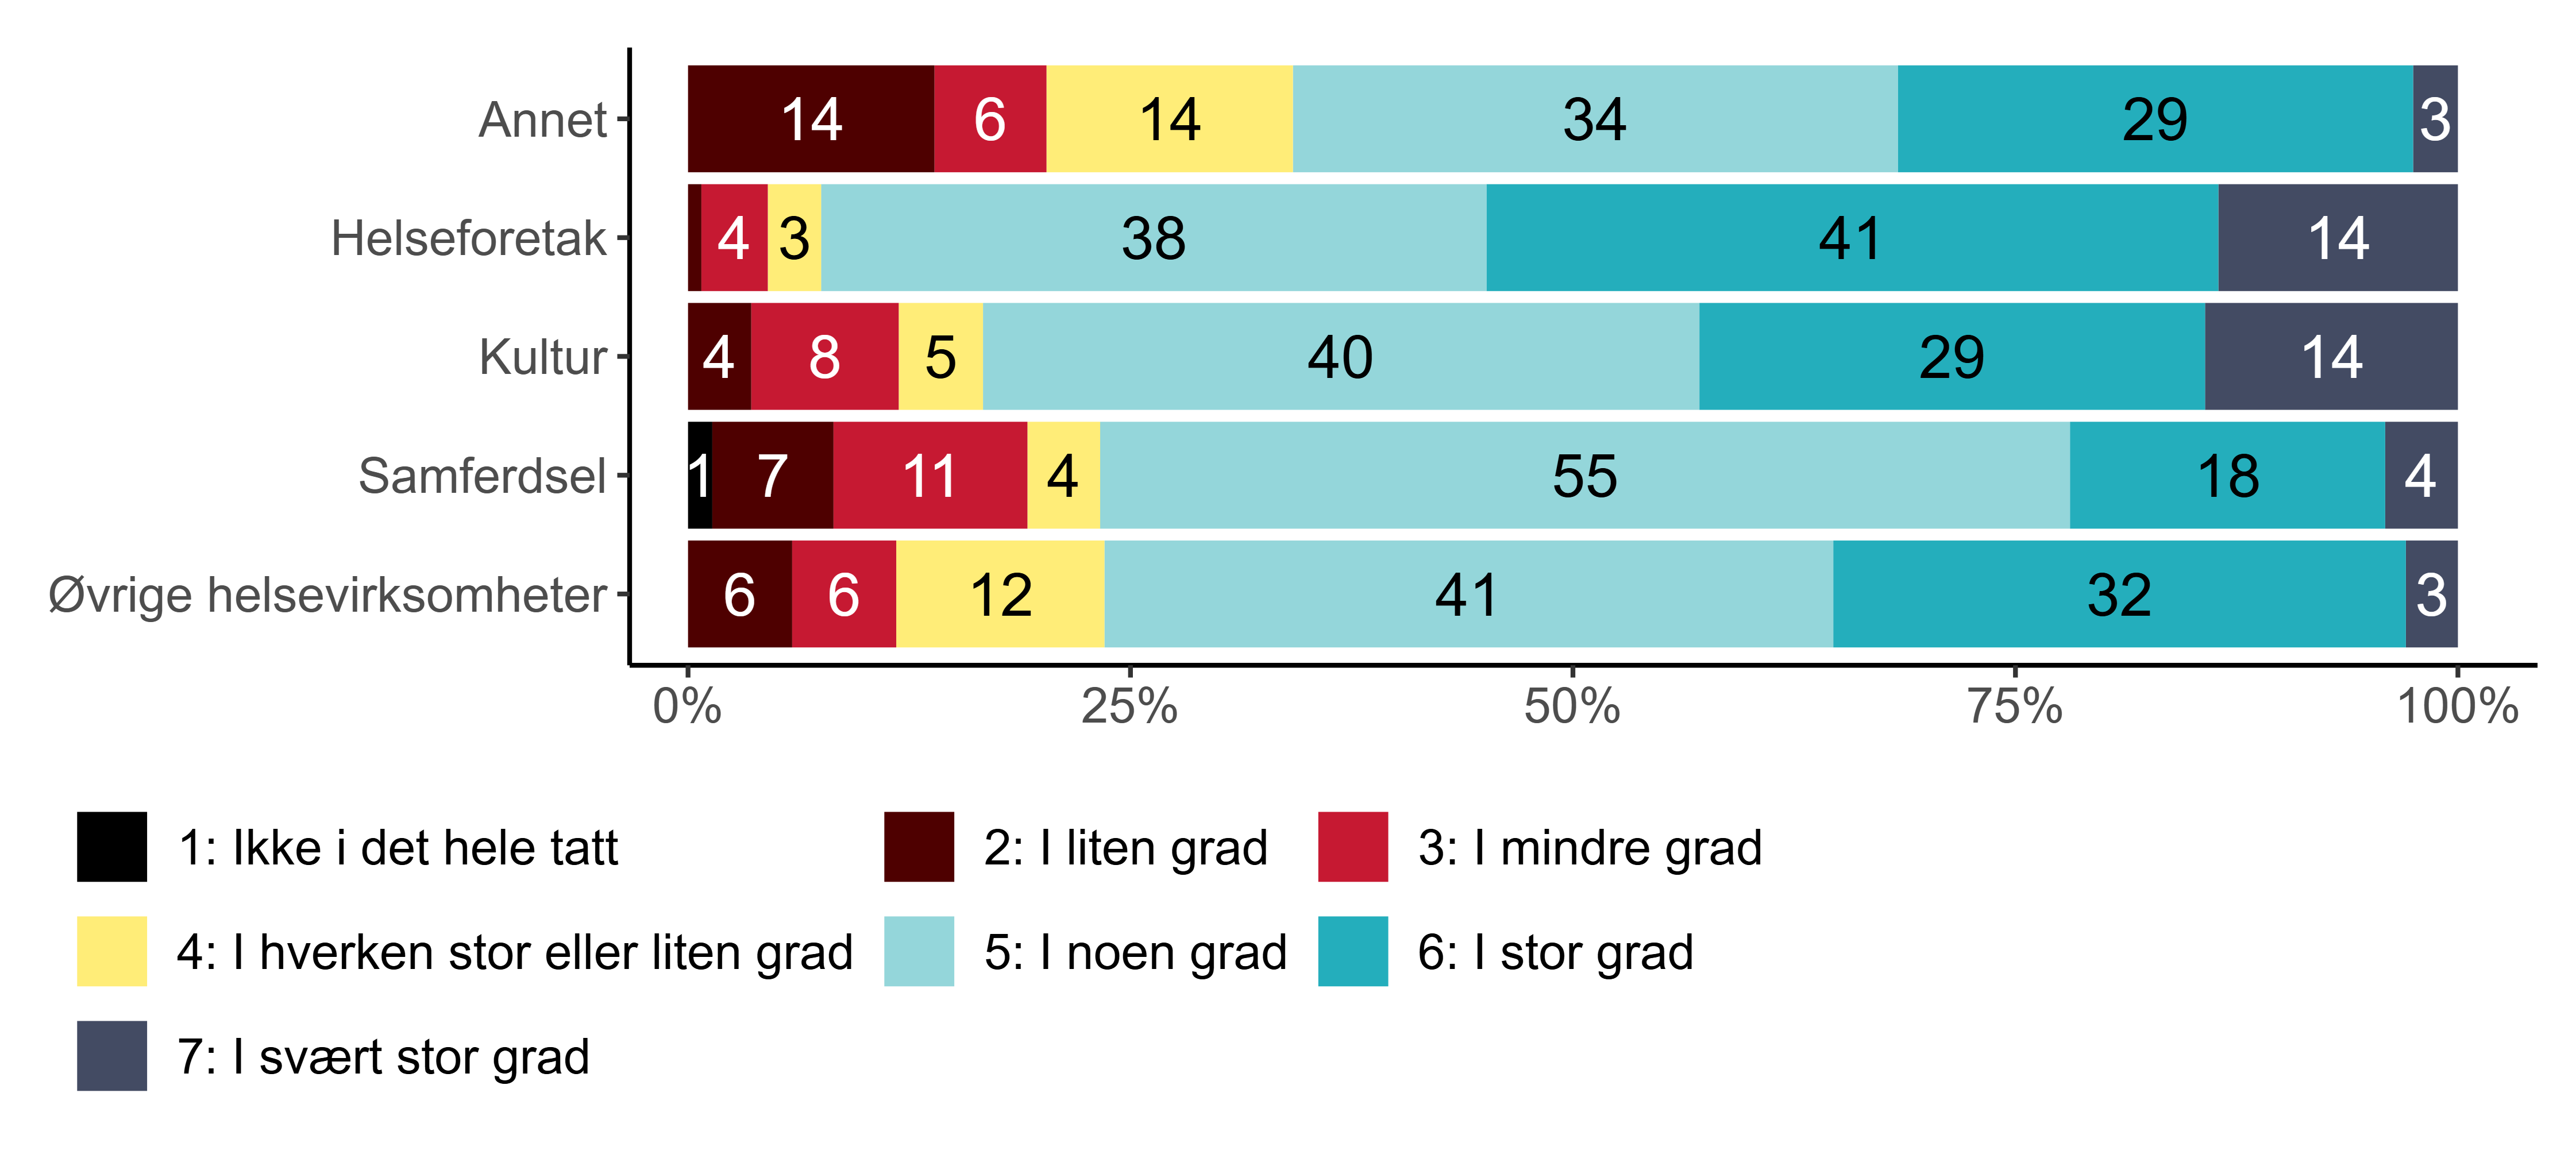 Annet 14 6 14 34 29 3
Helseforetak 4 3 38 41 14
Kultur 4 8 5 40 29 14
Samferdsel 1 7 11 4 55 18 4
Øvrige helsevirksomheter 6 6 12 41 32 3
0% 25% 50% 75% 100%
1: Ikke i det hele tatt 2: I liten grad 3: I mindre grad
4: I hverken stor eller liten grad 5: I noen grad 6: I stor grad
7: I svært stor grad